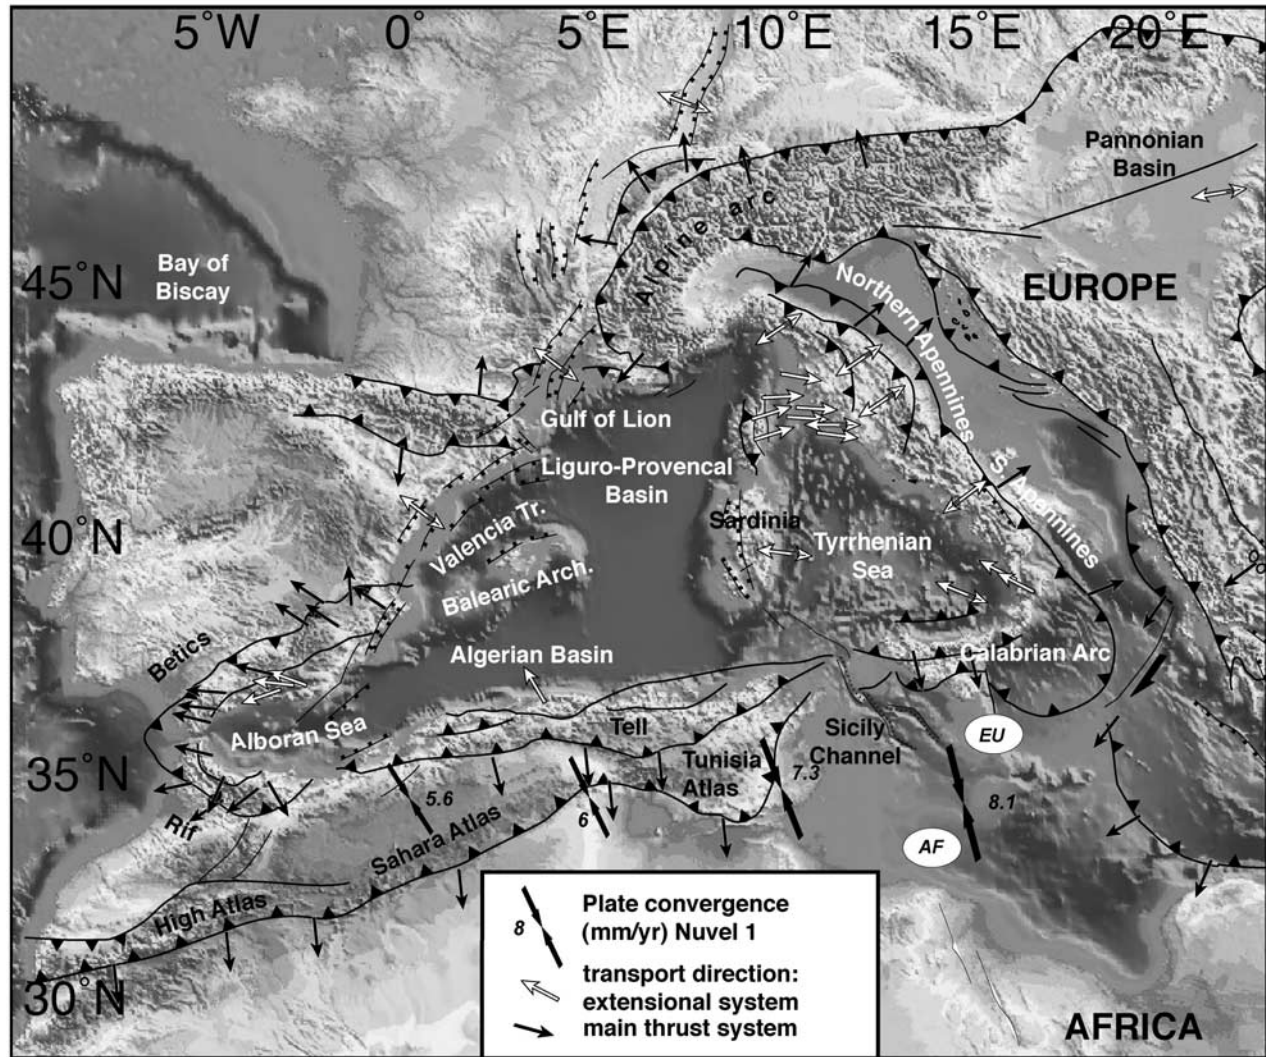 5˚W 0˚ 5˚E 10˚E 15˚E 20˚E
Pannonian
Basin
Alpine arc
45˚N
Bay of
Biscay
EUROPE
Northern Apennines
Gulf of Lion
Liguro-Provencal
Basin
S. Apennines
40˚N
Valencia Tr.
Sardinia
Tyrrhenian
Sea
Balearic Arch.
Betics
Algerian Basin
Calabrian Arc
Alboran Sea
Tell
Sicily
Channel
EU
35˚N
Tunisia
Atlas
7.3
5.6
8.1
Rif
Sahara Atlas
6
AF
High Atlas
30˚N
Plate convergence
8 (mm/yr) Nuvel 1
transport direction:
extensional system
main thrust system
AFRICA